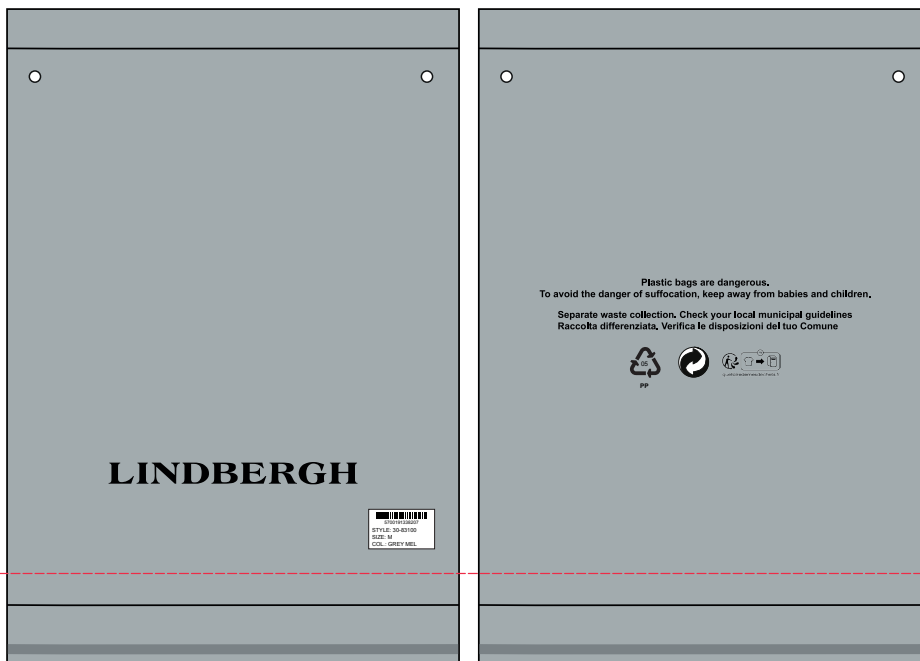 LINDBERGH
STYLE: 30-83100
SIZE: M
COL.: GREY MEL
Plastic bags are dangerous.
To avoid the danger of suffocation, keep away from babies and children.
Separate waste collection. Check your local municipal guidelines
Raccolta differenziata. Verifica le disposizioni del tuo Comune
05
PP